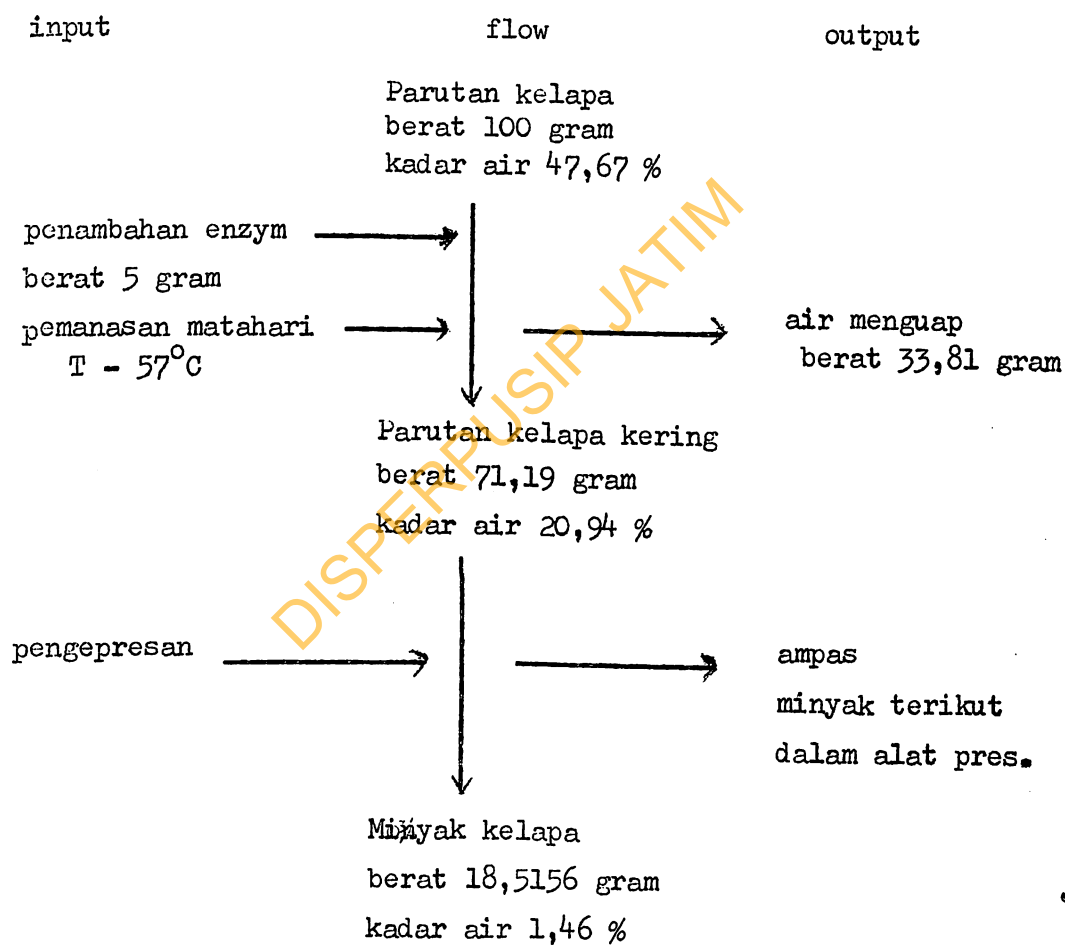 input flow output
Parutan kelapa
berat 100 gram
kadar air 47,67 %
penambahan enzym
berat 5 gram
pemanasan matahari
T - 57°C
air menguap
berat 33,81 gram
Parutan kelapa kering
berat 71,19 gram
kadar air 20,94 %
pengepresan
ampas
minyak terikut
dalam alat pres.
Minyak kelapa
berat 18,5156 gram
kadar air 1,46 %
DISPERPUSIP JATIM